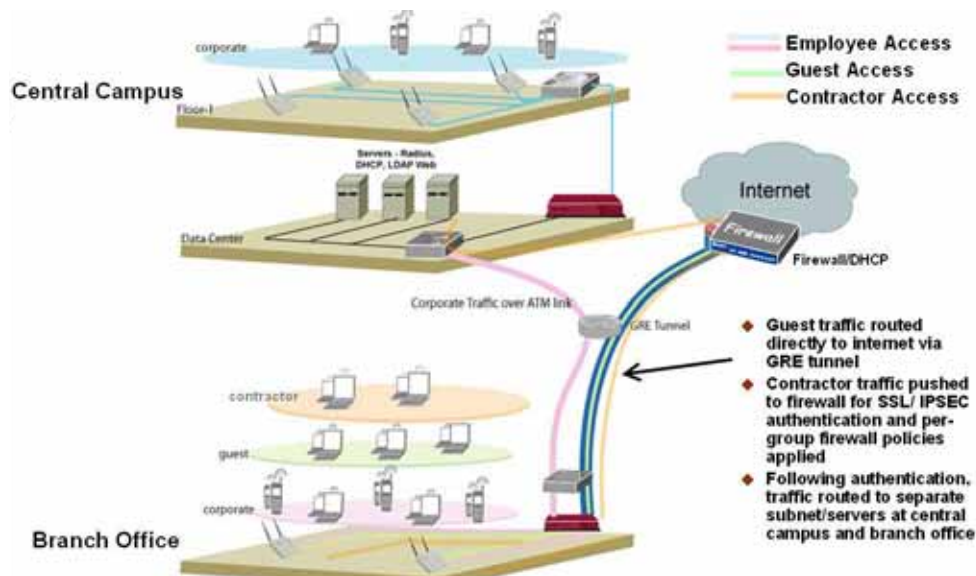 corporate
Central Campus
Floor-1
Employee Access
Guest Access
Contractor Access
Servers - Radius,
DHCP, LDAP Web
Data Center
Internet
Firewall
Firewall/DHCP
Corporate Traffic over ATM link
GRE Tunnel
Guest traffic routed
directly to internet via
GRE tunnel
Contractor traffic pushed
to firewall for SSL/ IPSEC
authentication and per-
group firewall policies
applied
Following authentication,
traffic routed to separate
subnet/servers at central
campus and branch office
contractor
guest
corporate
Branch Office